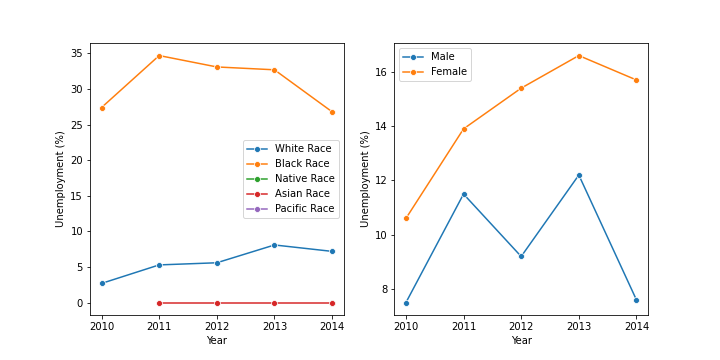 35
30
25
20
15
10
5
0
Unemployment (%)
White Race
Black Race
Native Race
Asian Race
Pacific Race
2010 2011 2012 2013 2014
Year
16
14
12
10
8
Unemployment (%)
Male
Female
2010 2011 2012 2013 2014
Year